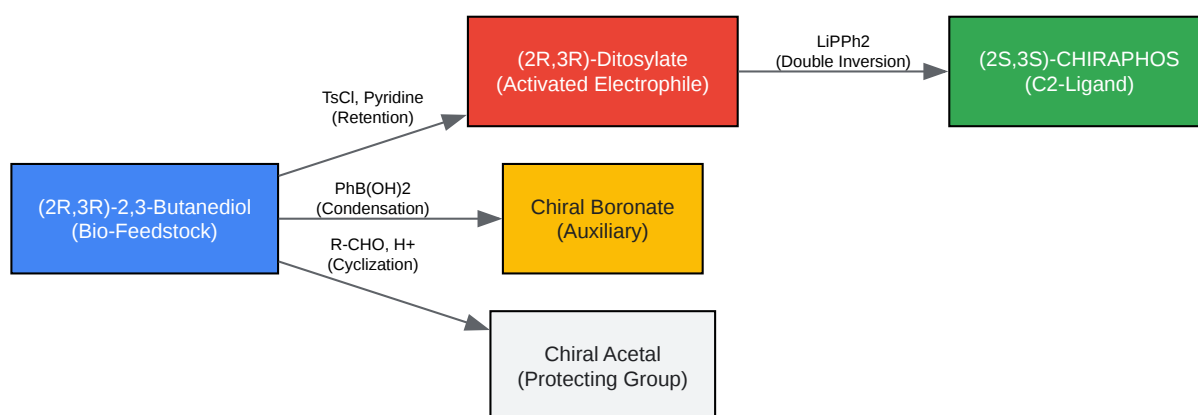 (2R,3R)-Ditosylate
(Activated Electrophile)
LiPPh2
(Double Inversion)
(2S,3S)-CHIRAPHOS
(C2-Ligand)
TsCl, Pyridine
(Retention)
(2R,3R)-2,3-Butanediol
(Bio-Feedstock)
PhB(OH)2
(Condensation)
Chiral Boronate
(Auxiliary)
R-CHO, H+
(Cyclization)
Chiral Acetal
(Protecting Group)